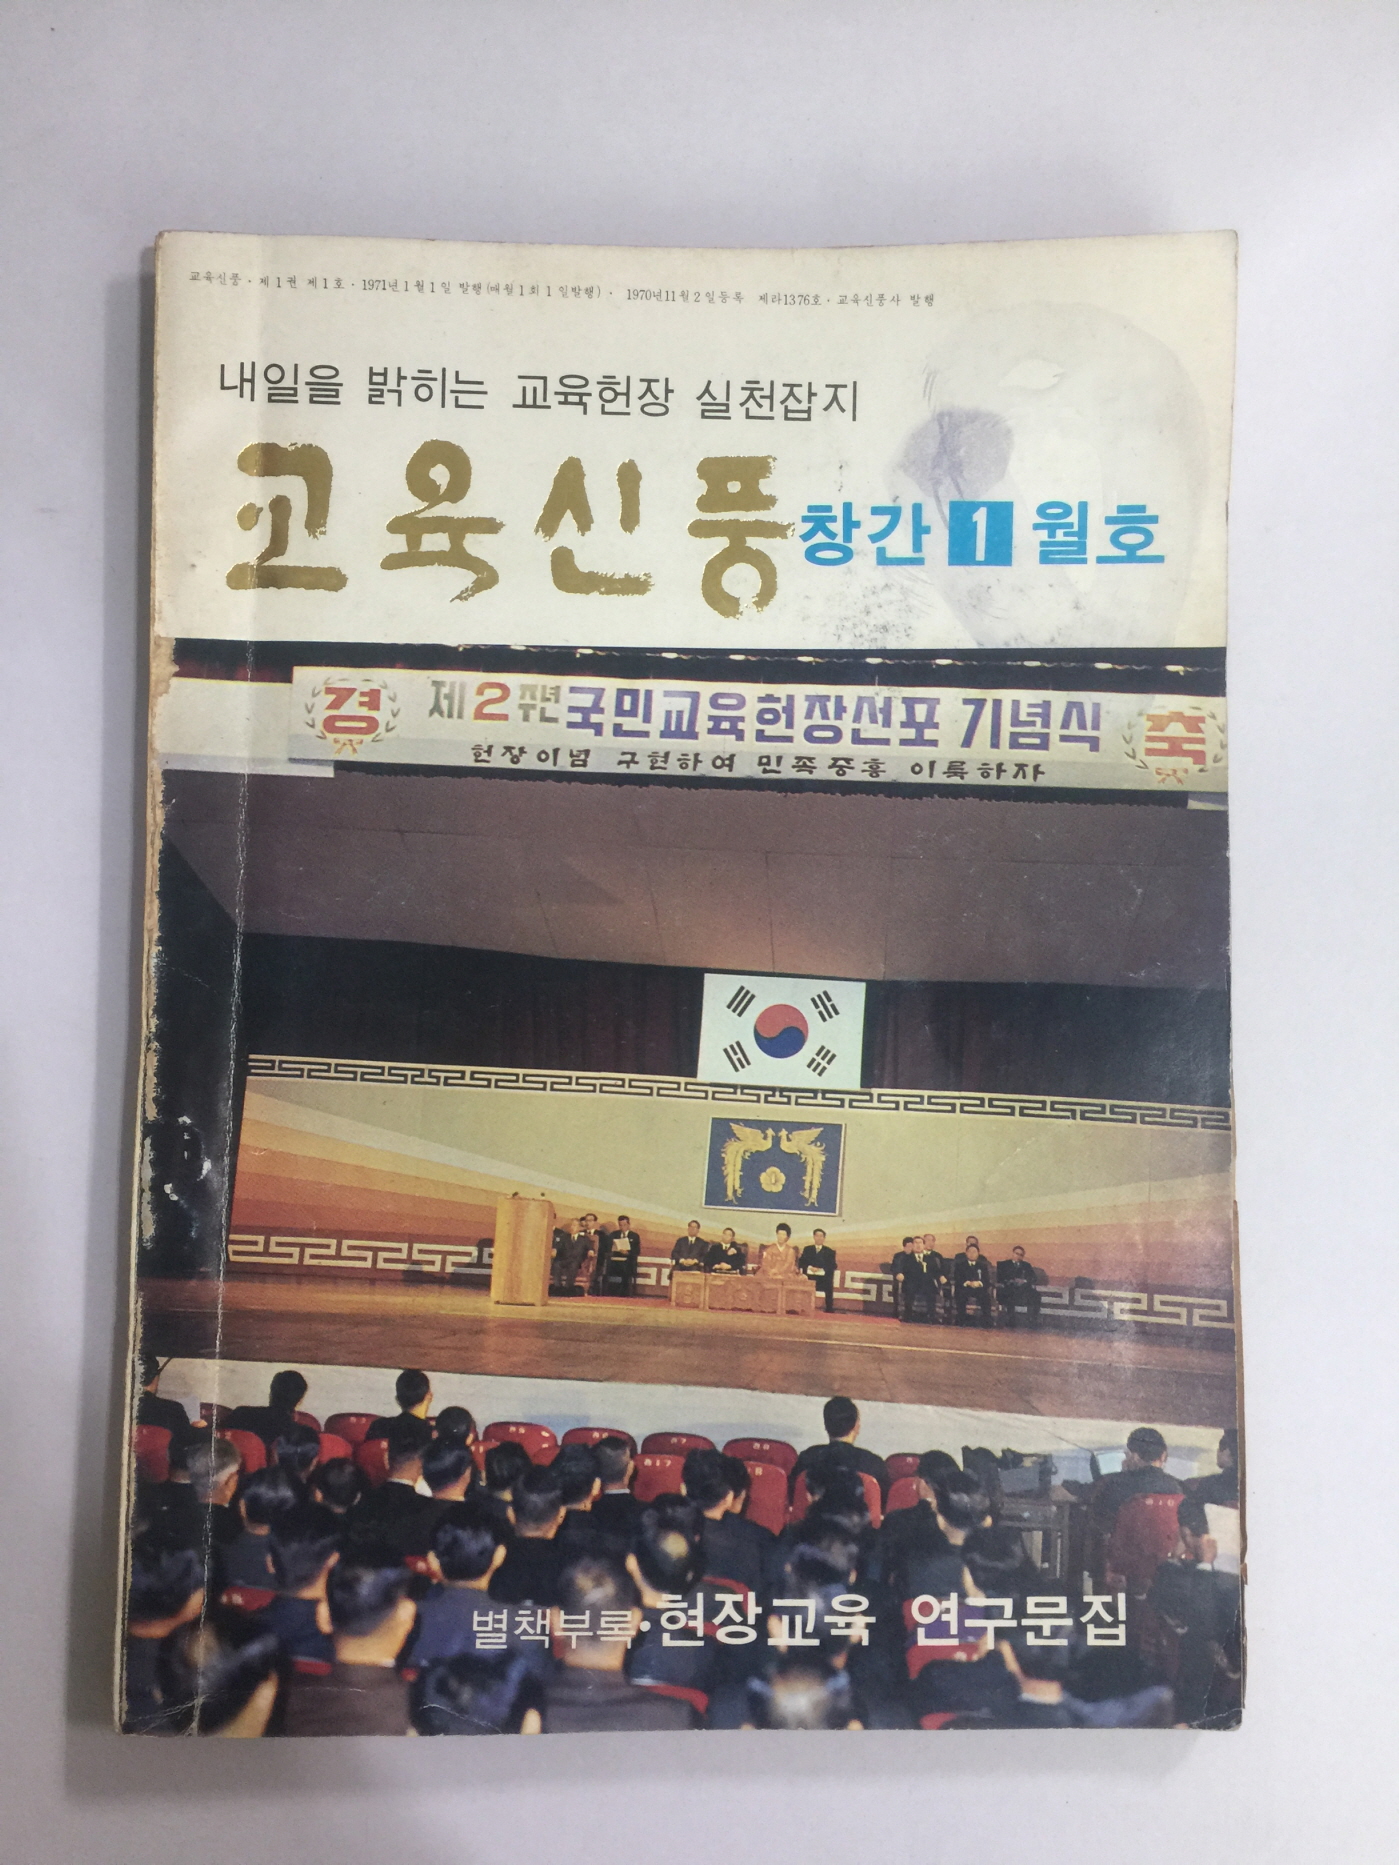 교육신풍 · 제1권 제1호 · 1971년 1월 1일 발행 (매월 1회 1일발행) · 1970년11월2일등록 제라1376호 · 교육신풍사 발행
내일을 밝히는 교육헌장 실천잡지
교육신풍 창간 1 월호
경 제2주년 국민교육헌장선포 기념식 축
헌장이념 구현하여 민족중흥 이룩하자
별책부록·현장교육 연구문집